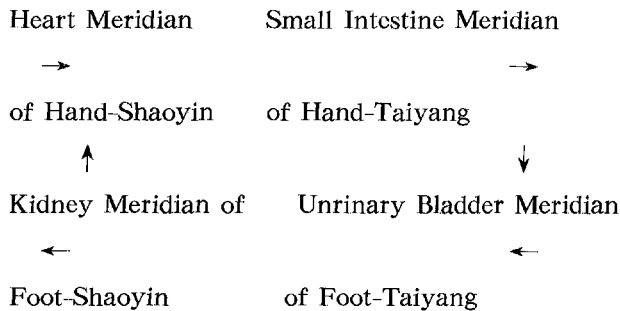 Heart Meridian Small Intestine Meridian
→ →
of Hand-Shaoyin of Hand-Taiyang
↑ ↓
Kidney Meridian of Unrinary Bladder Meridian
← ←
Foot-Shaoyin of Foot-Taiyang